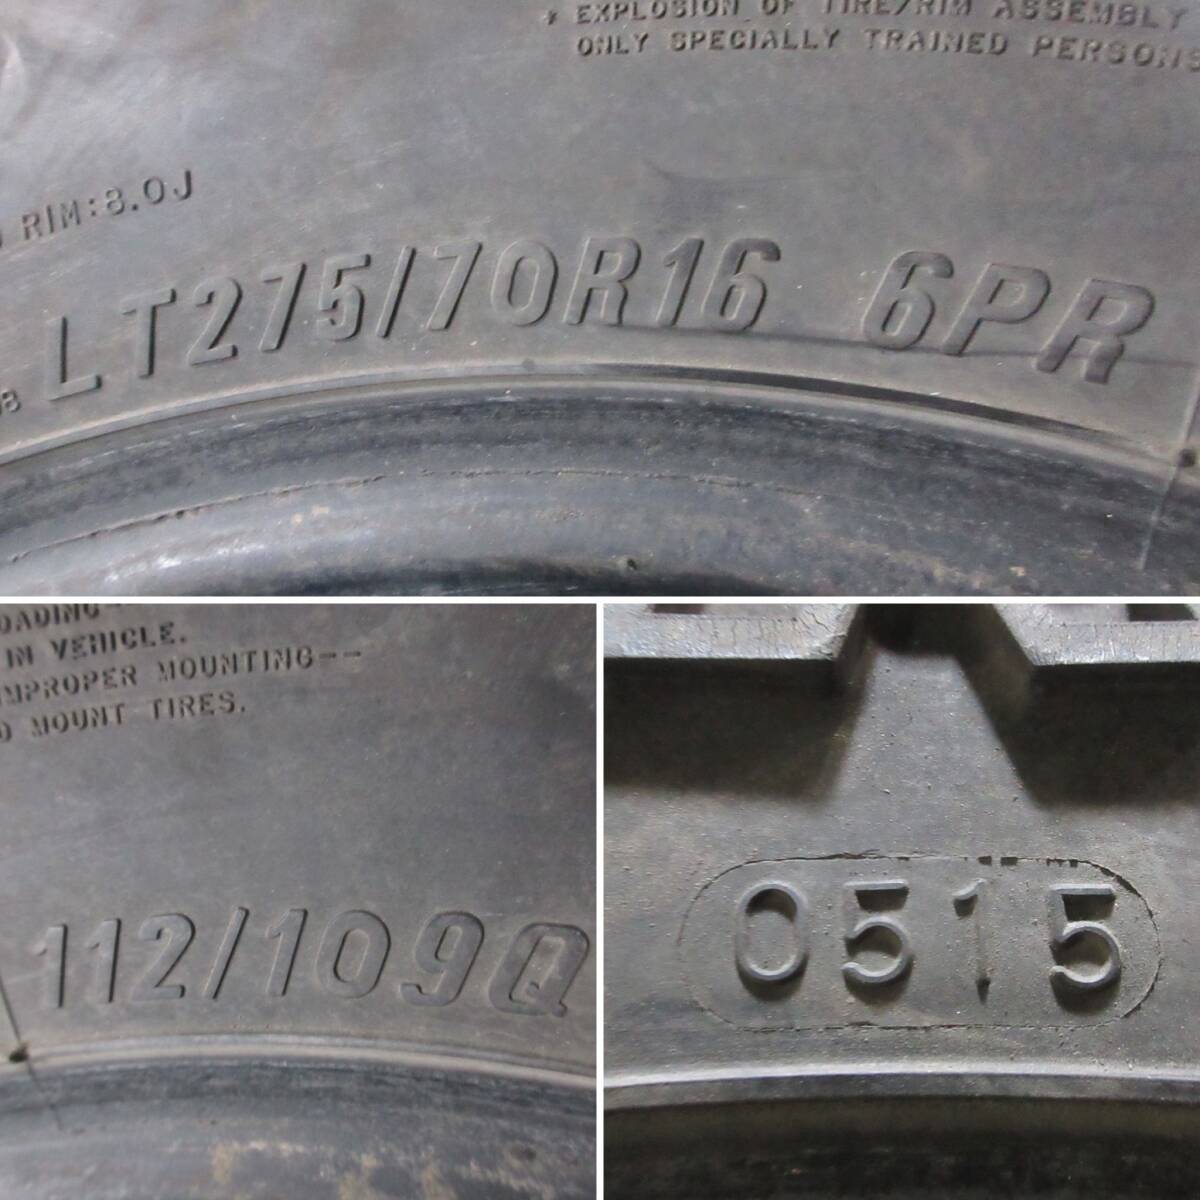 EXPLOSION OF TIRE/RIM ASSEMBLY
ONLY SPECIALLY TRAINED PERSONS
RIM:8.0J
LT275/70R16 6PR
IN VEHICLE.
IMPROPER MOUNTING--
MOUNT TIRES.
112/109Q
0515